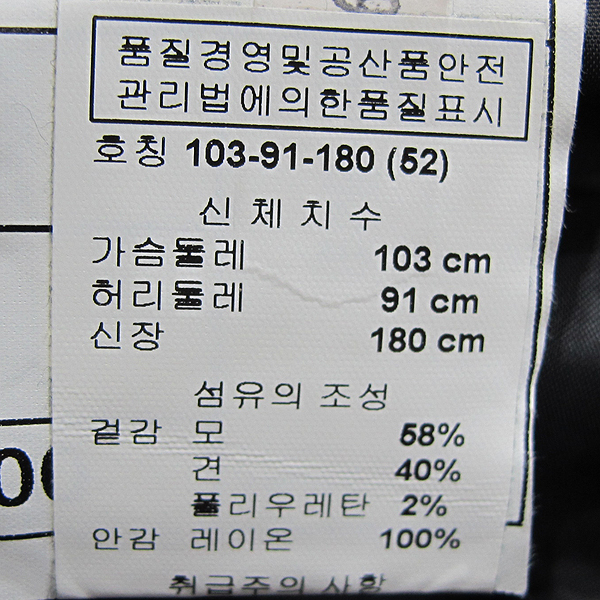 품질경영및공산품안전
관리법에의한품질표시
호칭 103-91-180 (52)
신체치수
가슴둘레 103 cm
허리둘레 91 cm
신장 180 cm
섬유의 조성
겉감 모 58%
견 40%
폴리우레탄 2%
안감 레이온 100%
취급주의 사항